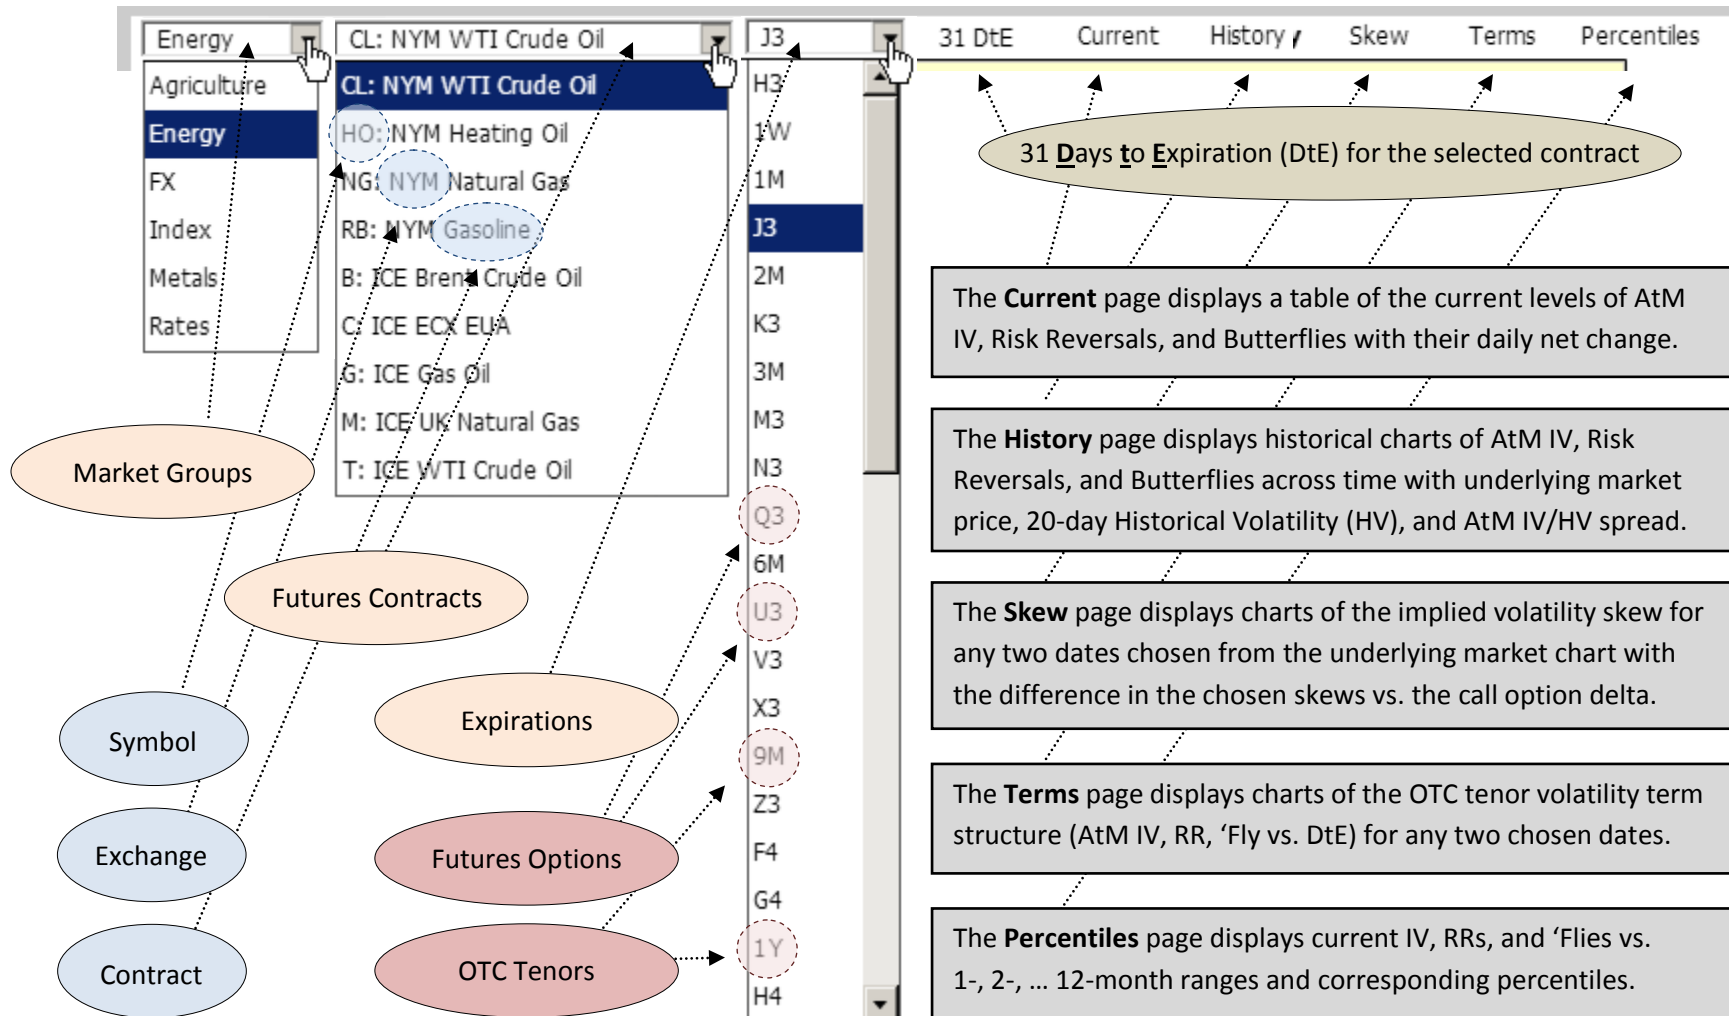 Energy
CL: NYM WTI Crude Oil
J3
31 DtE
Current
History
Skew
Terms
Percentiles
Agriculture
Energy
FX
Index
Metals
Rates
CL: NYM WTI Crude Oil
HO: NYM Heating Oil
NG: NYM Natural Gas
RB: NYM Gasoline
B: ICE Brent Crude Oil
C: ICE ECX EUA
G: ICE Gas Oil
M: ICE UK Natural Gas
T: ICE WTI Crude Oil
H3
1W
1M
J3
2M
K3
3M
M3
N3
Q3
6M
U3
V3
X3
9M
Z3
F4
G4
1Y
H4
31 Days to Expiration (DtE) for the selected contract
The Current page displays a table of the current levels of AtM
IV, Risk Reversals, and Butterflies with their daily net change.
The History page displays historical charts of AtM IV, Risk
Reversals, and Butterflies across time with underlying market
price, 20-day Historical Volatility (HV), and AtM IV/HV spread.
The Skew page displays charts of the implied volatility skew for
any two dates chosen from the underlying market chart with
the difference in the chosen skews vs. the call option delta.
The Terms page displays charts of the OTC tenor volatility term
structure (AtM IV, RR, ‘Fly vs. DtE) for any two chosen dates.
The Percentiles page displays current IV, RRs, and ‘Flies vs.
1-, 2-, … 12-month ranges and corresponding percentiles.
Market Groups
Futures Contracts
Expirations
Symbol
Exchange
Contract
Futures Options
OTC Tenors